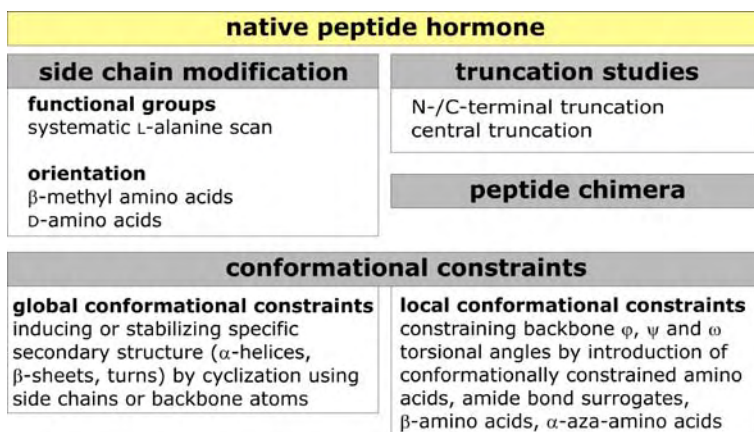 native peptide hormone
side chain modification
functional groups
systematic L-alanine scan
orientation
β-methyl amino acids
D-amino acids
truncation studies
N-/C-terminal truncation
central truncation
peptide chimera
conformational constraints
global conformational constraints
inducing or stabilizing specific
secondary structure (α-helices,
β-sheets, turns) by cyclization using
side chains or backbone atoms
local conformational constraints
constraining backbone φ, ψ and ω
torsional angles by introduction of
conformationally constrained amino
acids, amide bond surrogates,
β-amino acids, α-aza-amino acids